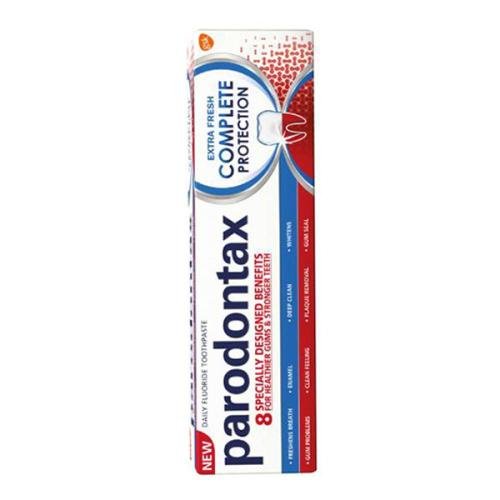 gsk
EXTRA FRESH
COMPLETE
PROTECTION
NEW
DAILY FLUORIDE TOOTHPASTE
parodontax
8 SPECIALLY DESIGNED BENEFITS
FOR HEALTHIER GUMS & STRONGER TEETH
• FRESHENS BREATH • ENAMEL • DEEP CLEAN • WHITENS
• GUM PROBLEMS • CLEAN FEELING • PLAQUE REMOVAL • GUM SEAL